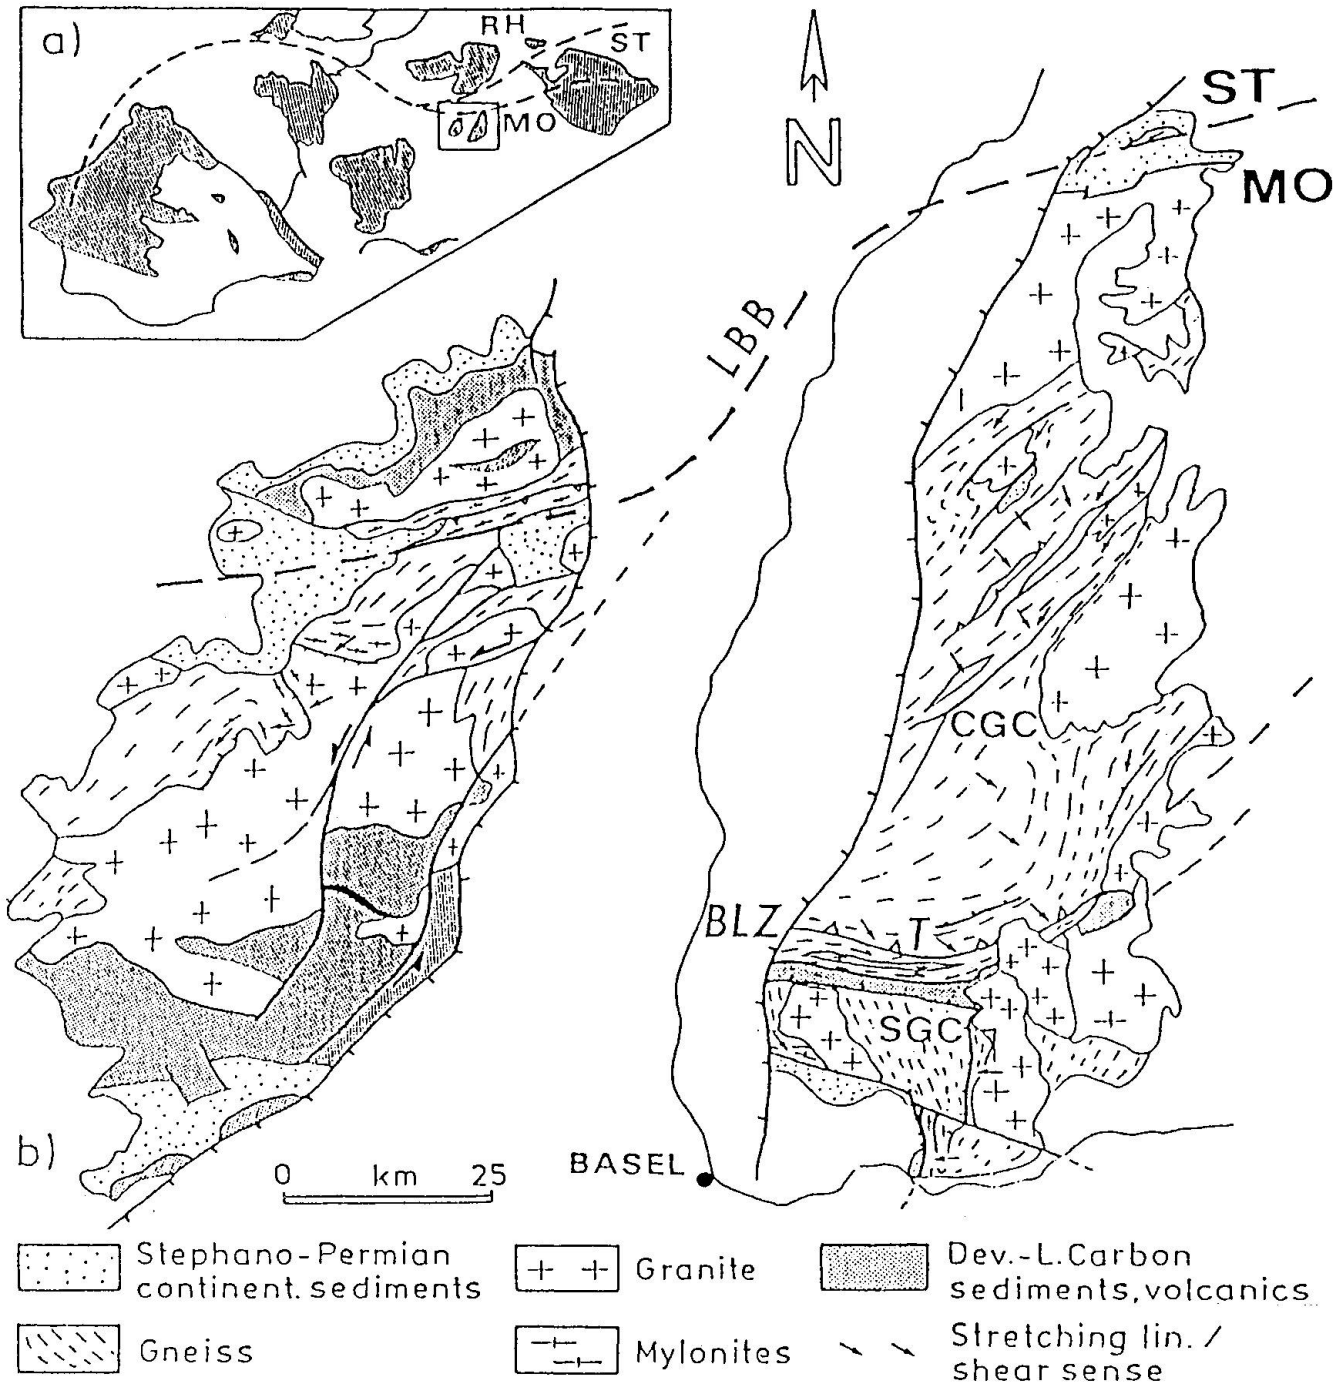 a)
RH
ST
MO
N
ST
MO
LBB
CGC
BLZ
T
SGC
b)
0 km 25
BASEL
Stephano-Permian
continent. sediments
Granite
Dev.-L.Carbon
sediments, volcanics
Gneiss
Mylonites
Stretching lin. /
shear sense